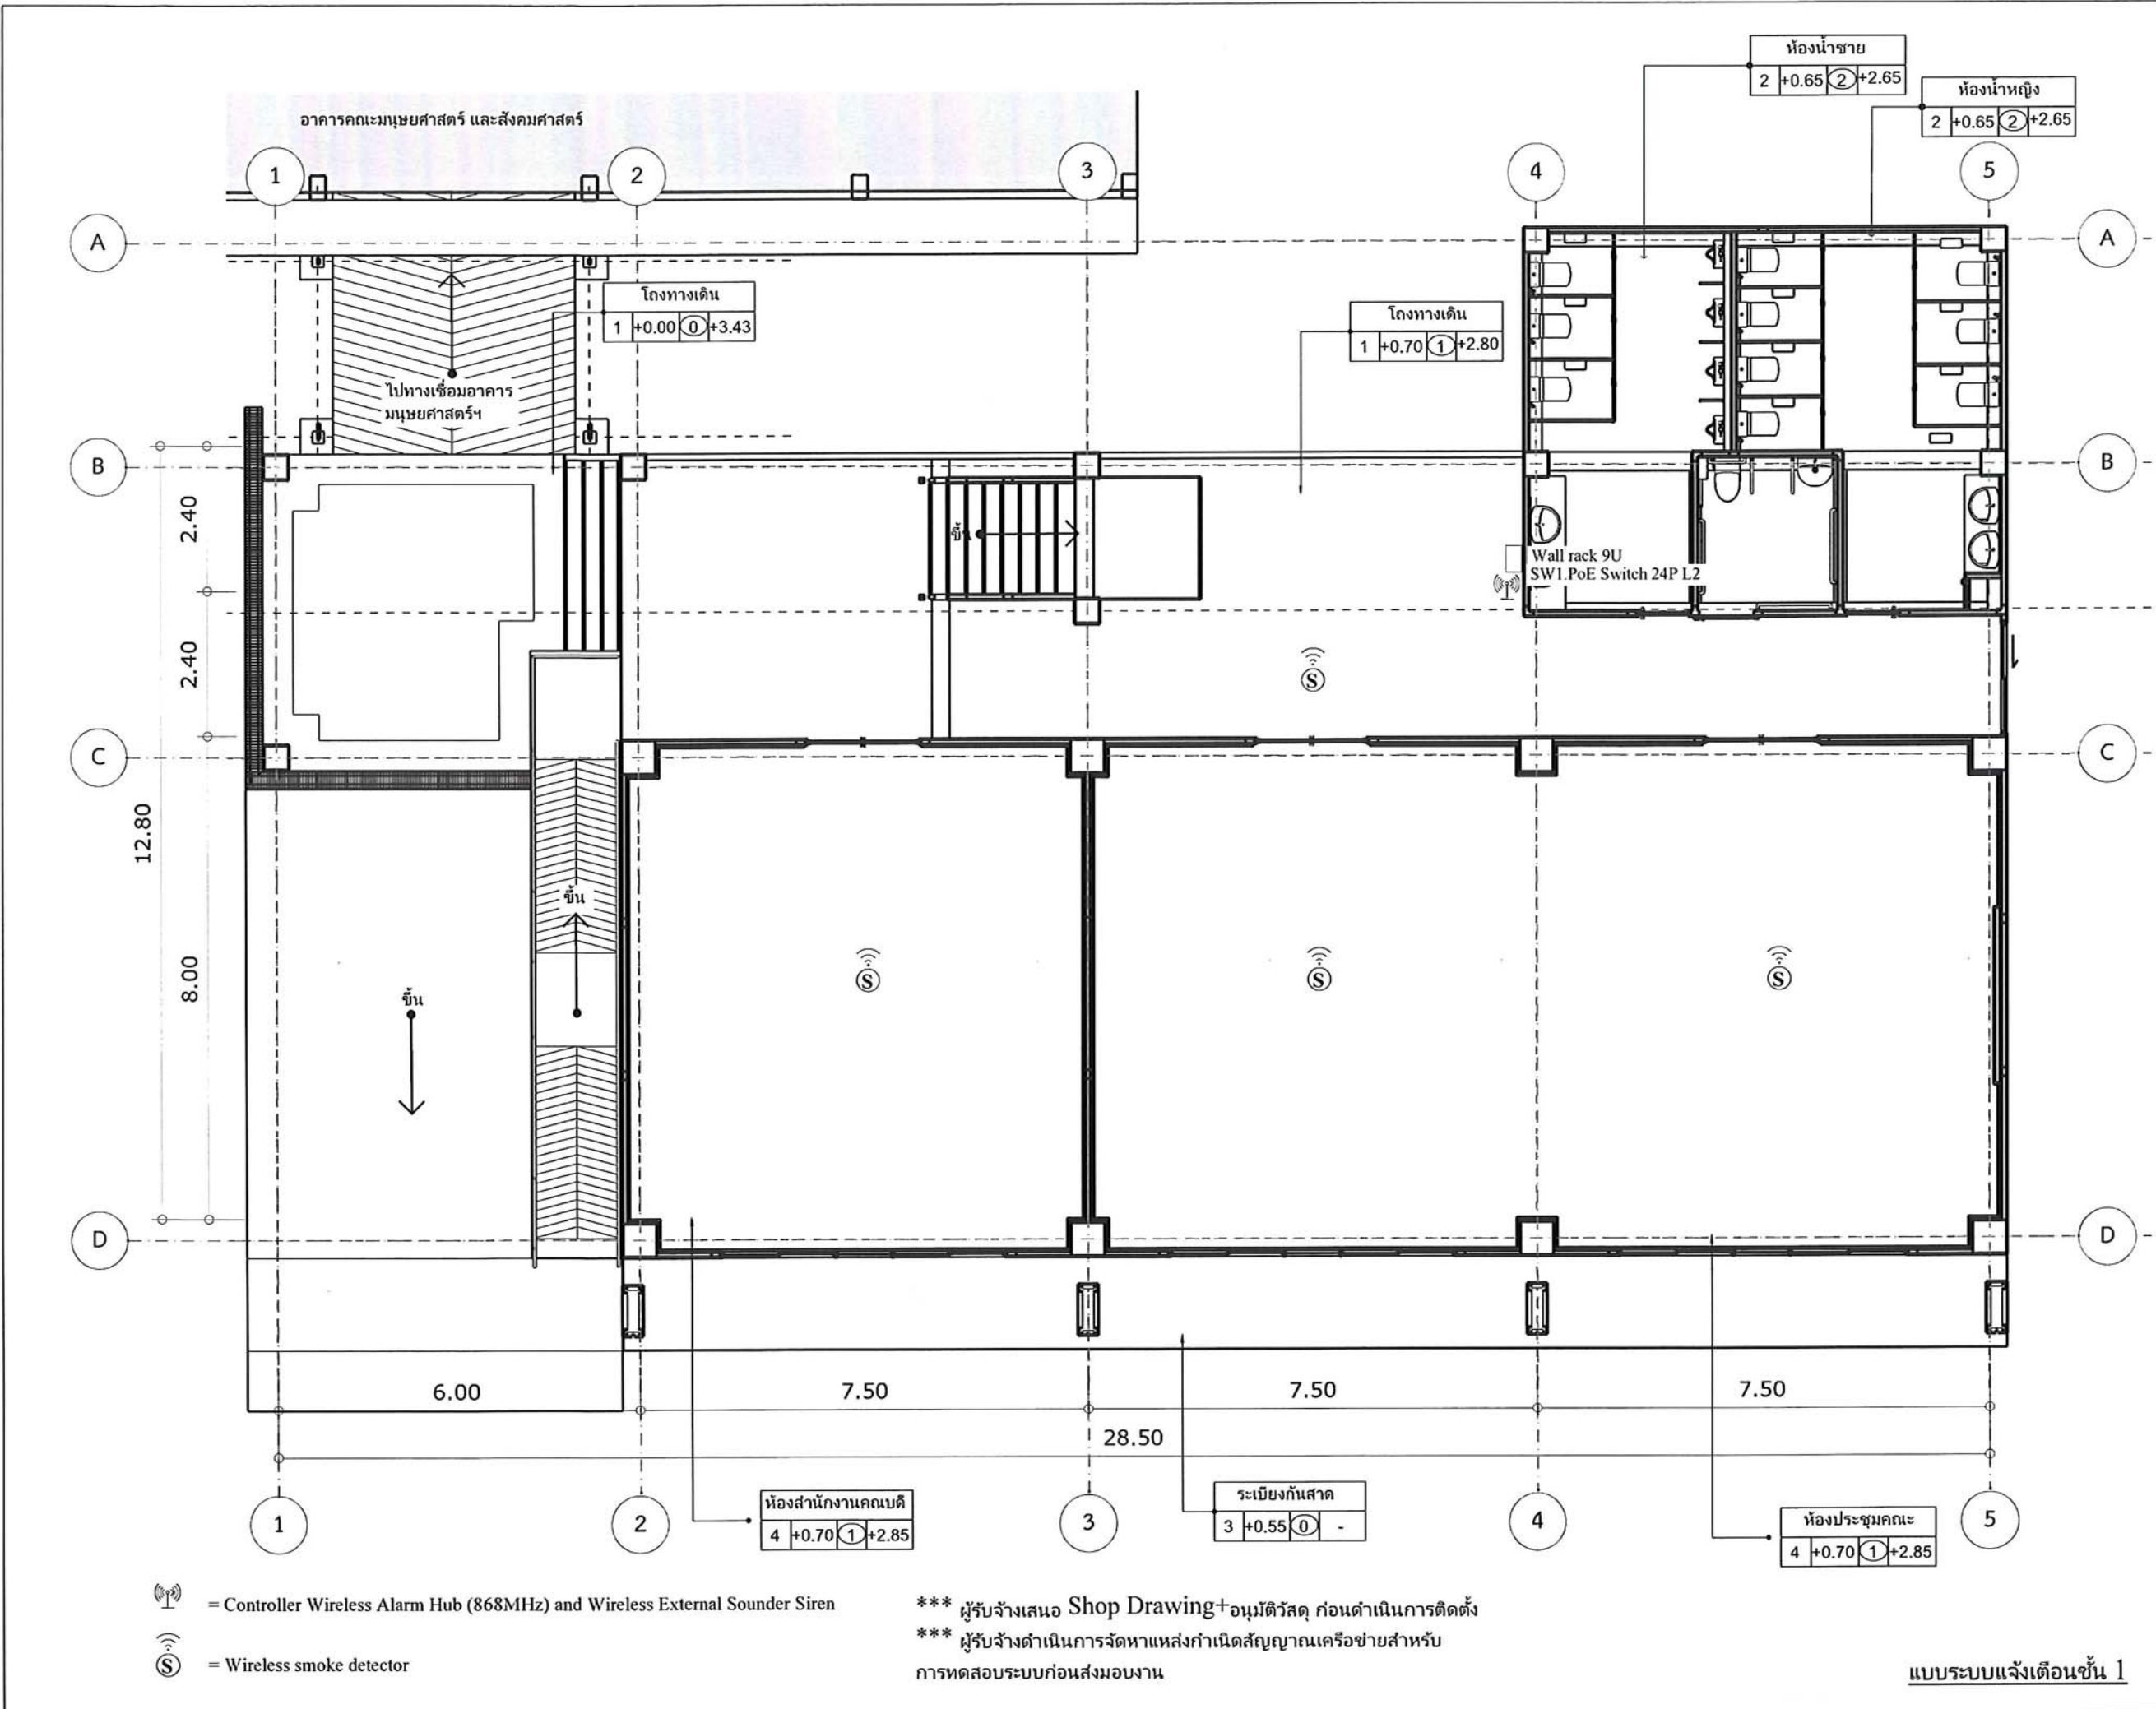 ห้องน้ำชาย
2 +0.65 2 +2.65
ห้องน้ำหญิง
2 +0.65 2 +2.65
อาคารคณะมนุษยศาสตร์ และสังคมศาสตร์
1 2 3 4 5
A A
โถงทางเดิน
1 +0.00 0 +3.43
โถงทางเดิน
1 +0.70 1 +2.80
ไปทางเชื่อมอาคาร
มนุษยศาสตร์ฯ
B B
2.40
ขึ้น
Wall rack 9U
SW1.PoE Switch 24P L2
2.40
S
C C
12.80
8.00
ขึ้น
ขึ้น
S S S
D D
6.00 7.50 7.50 7.50
28.50
1 2 3 4 5
ห้องสำนักงานคณบดี
4 +0.70 1 +2.85
ระเบียงกันสาด
3 +0.55 0 -
ห้องประชุมคณะ
4 +0.70 1 +2.85
= Controller Wireless Alarm Hub (868MHz) and Wireless External Sounder Siren
S = Wireless smoke detector
*** ผู้รับจ้างเสนอ Shop Drawing+อนุมัติวัสดุ ก่อนดำเนินการติดตั้ง
*** ผู้รับจ้างดำเนินการจัดหาแหล่งกำเนิดสัญญาณเครือข่ายสำหรับ
การทดสอบระบบก่อนส่งมอบงาน
แบบระบบแจ้งเตือนชั้น 1